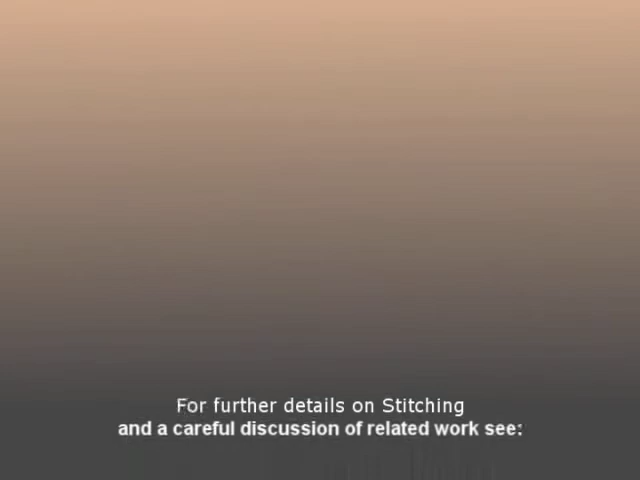 For further details on Stitching
and a careful discussion of related work see: